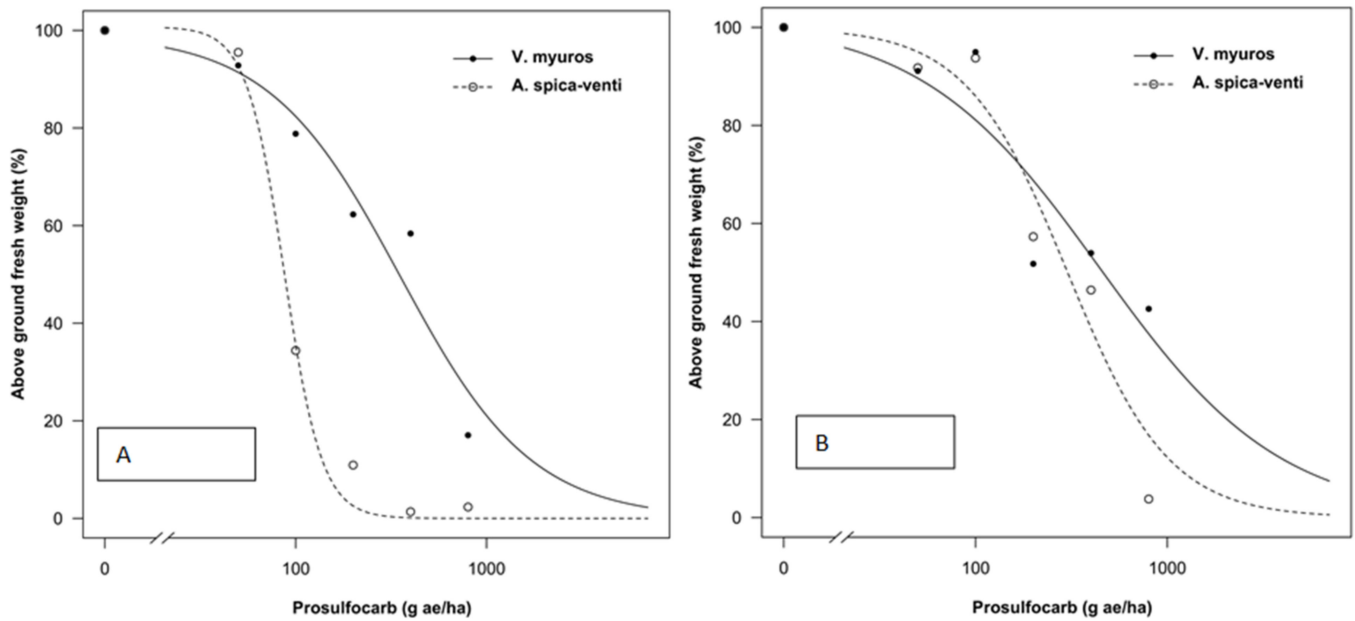 100
80
60
40
20
0
Above ground fresh weight (%)
V. myuros
A. spica-venti
A
0
100
1000
Prosulfocarb (g ae/ha)
100
80
60
40
20
0
Above ground fresh weight (%)
V. myuros
A. spica-venti
B
0
100
1000
Prosulfocarb (g ae/ha)